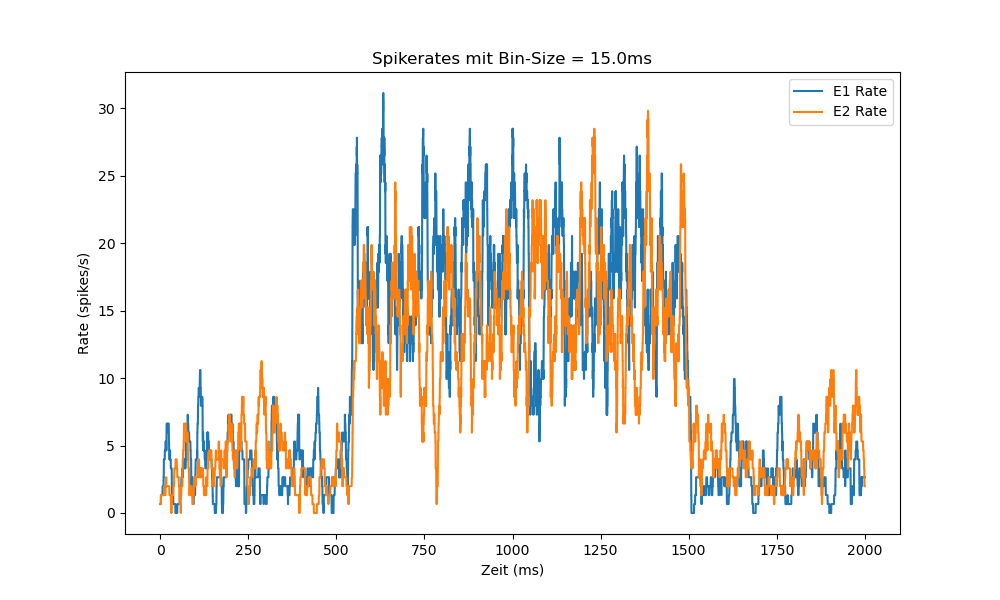 Spikerates mit Bin-Size = 15.0ms
E1 Rate
E2 Rate
Rate (spikes/s)
30
25
20
15
10
5
0
0 250 500 750 1000 1250 1500 1750 2000
Zeit (ms)